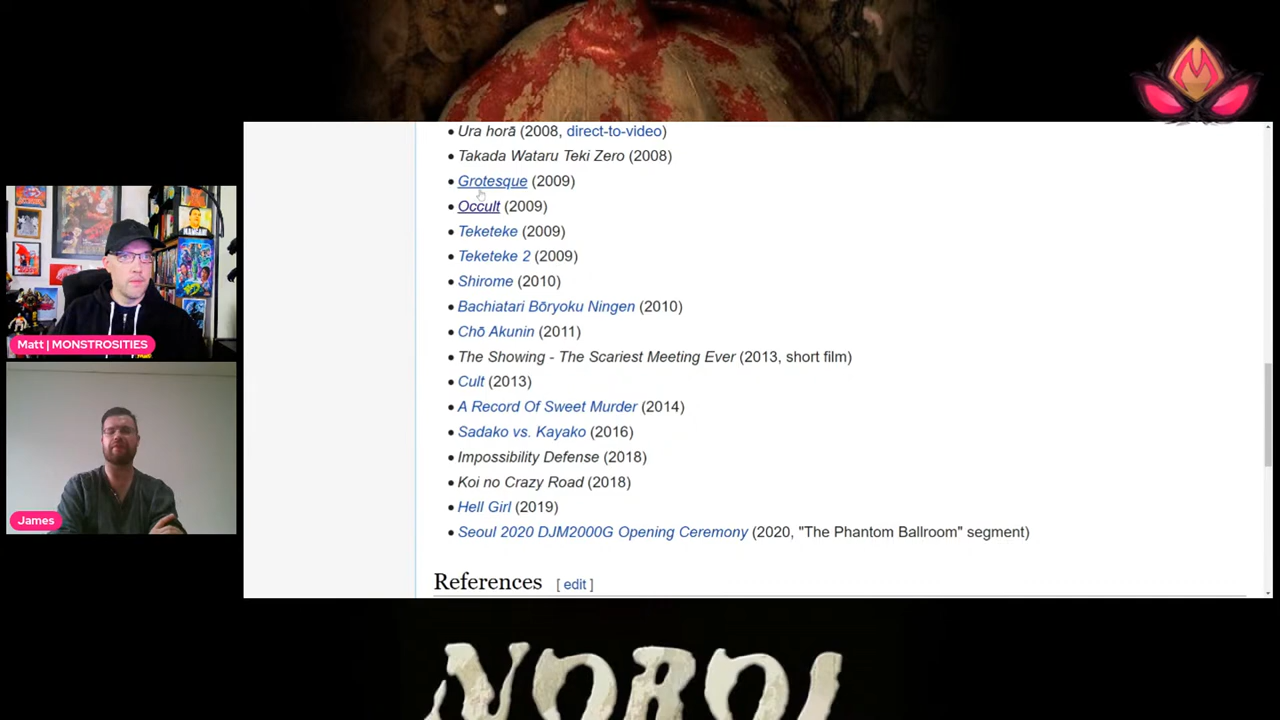 Ura horā (2008, direct-to-video)
Takada Wataru Teki Zero (2008)
Grotesque (2009)
Occult (2009)
Teketeke (2009)
Teketeke 2 (2009)
Shirome (2010)
Bachiatari Bōryoku Ningen (2010)
Chō Akunin (2011)
The Showing - The Scariest Meeting Ever (2013, short film)
Cult (2013)
A Record Of Sweet Murder (2014)
Sadako vs. Kayako (2016)
Impossibility Defense (2018)
Koi no Crazy Road (2018)
Hell Girl (2019)
Seoul 2020 DJM2000G Opening Ceremony (2020, "The Phantom Ballroom" segment)
References [ edit ]
Matt | MONSTROSITIES
James
NOROI